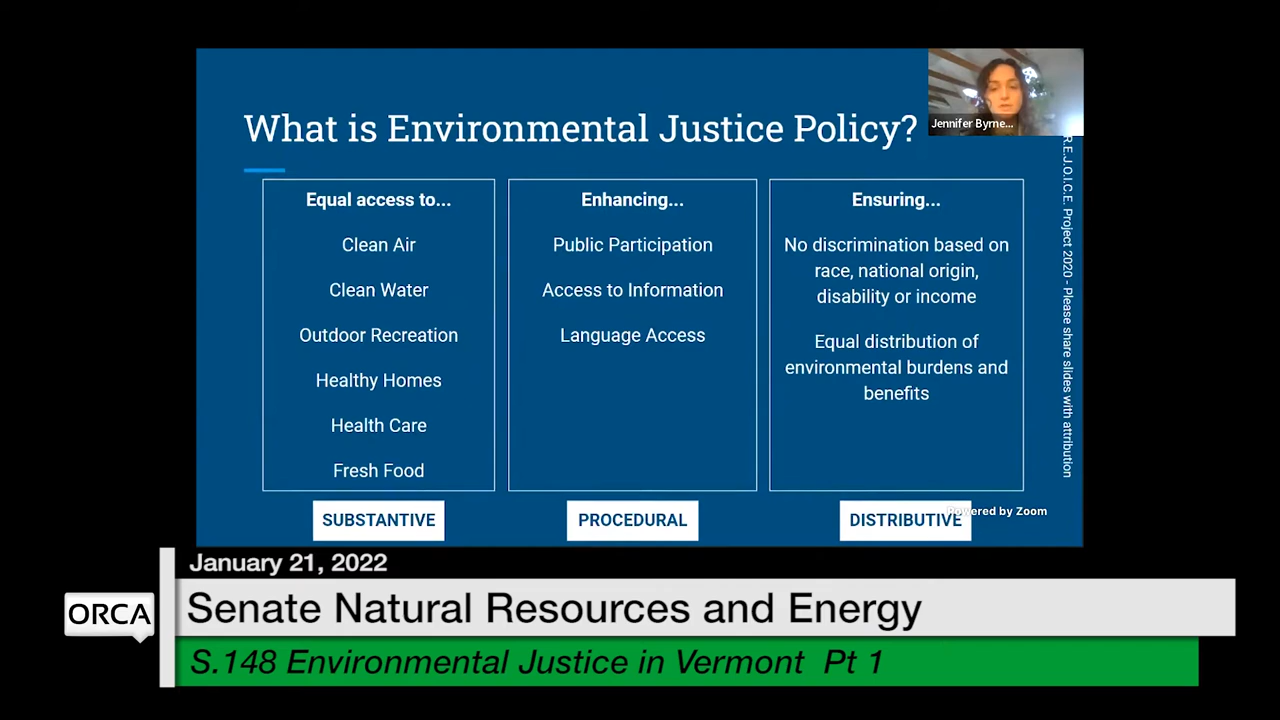 What is Environmental Justice Policy?
Jennifer Byrne...
Equal access to...
Clean Air
Clean Water
Outdoor Recreation
Healthy Homes
Health Care
Fresh Food
SUBSTANTIVE
Enhancing...
Public Participation
Access to Information
Language Access
PROCEDURAL
Ensuring...
No discrimination based on
race, national origin,
disability or income
Equal distribution of
environmental burdens and
benefits
DISTRIBUTIVE
R.E.J.O.I.C.E. Project 2020 - Please share slides with attribution
Powered by Zoom
January 21, 2022
ORCA
Senate Natural Resources and Energy
S.148 Environmental Justice in Vermont Pt 1